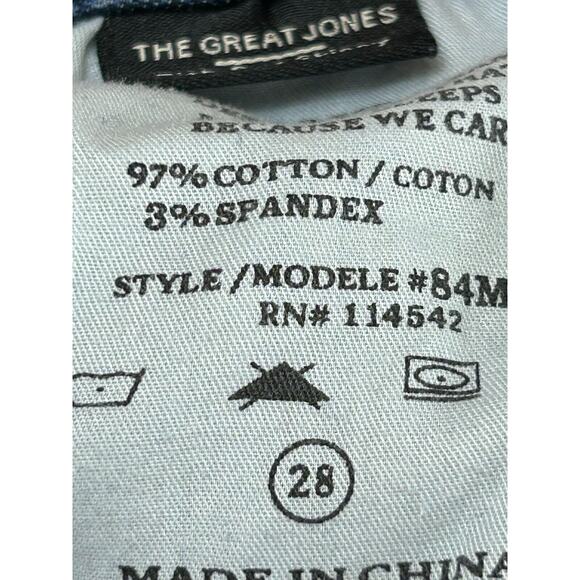 THE GREAT JONES
BECAUSE WE CAR
97% COTTON / COTON
3% SPANDEX
STYLE / MODELE #84M
RN# 114542
28
MADE IN CHINA